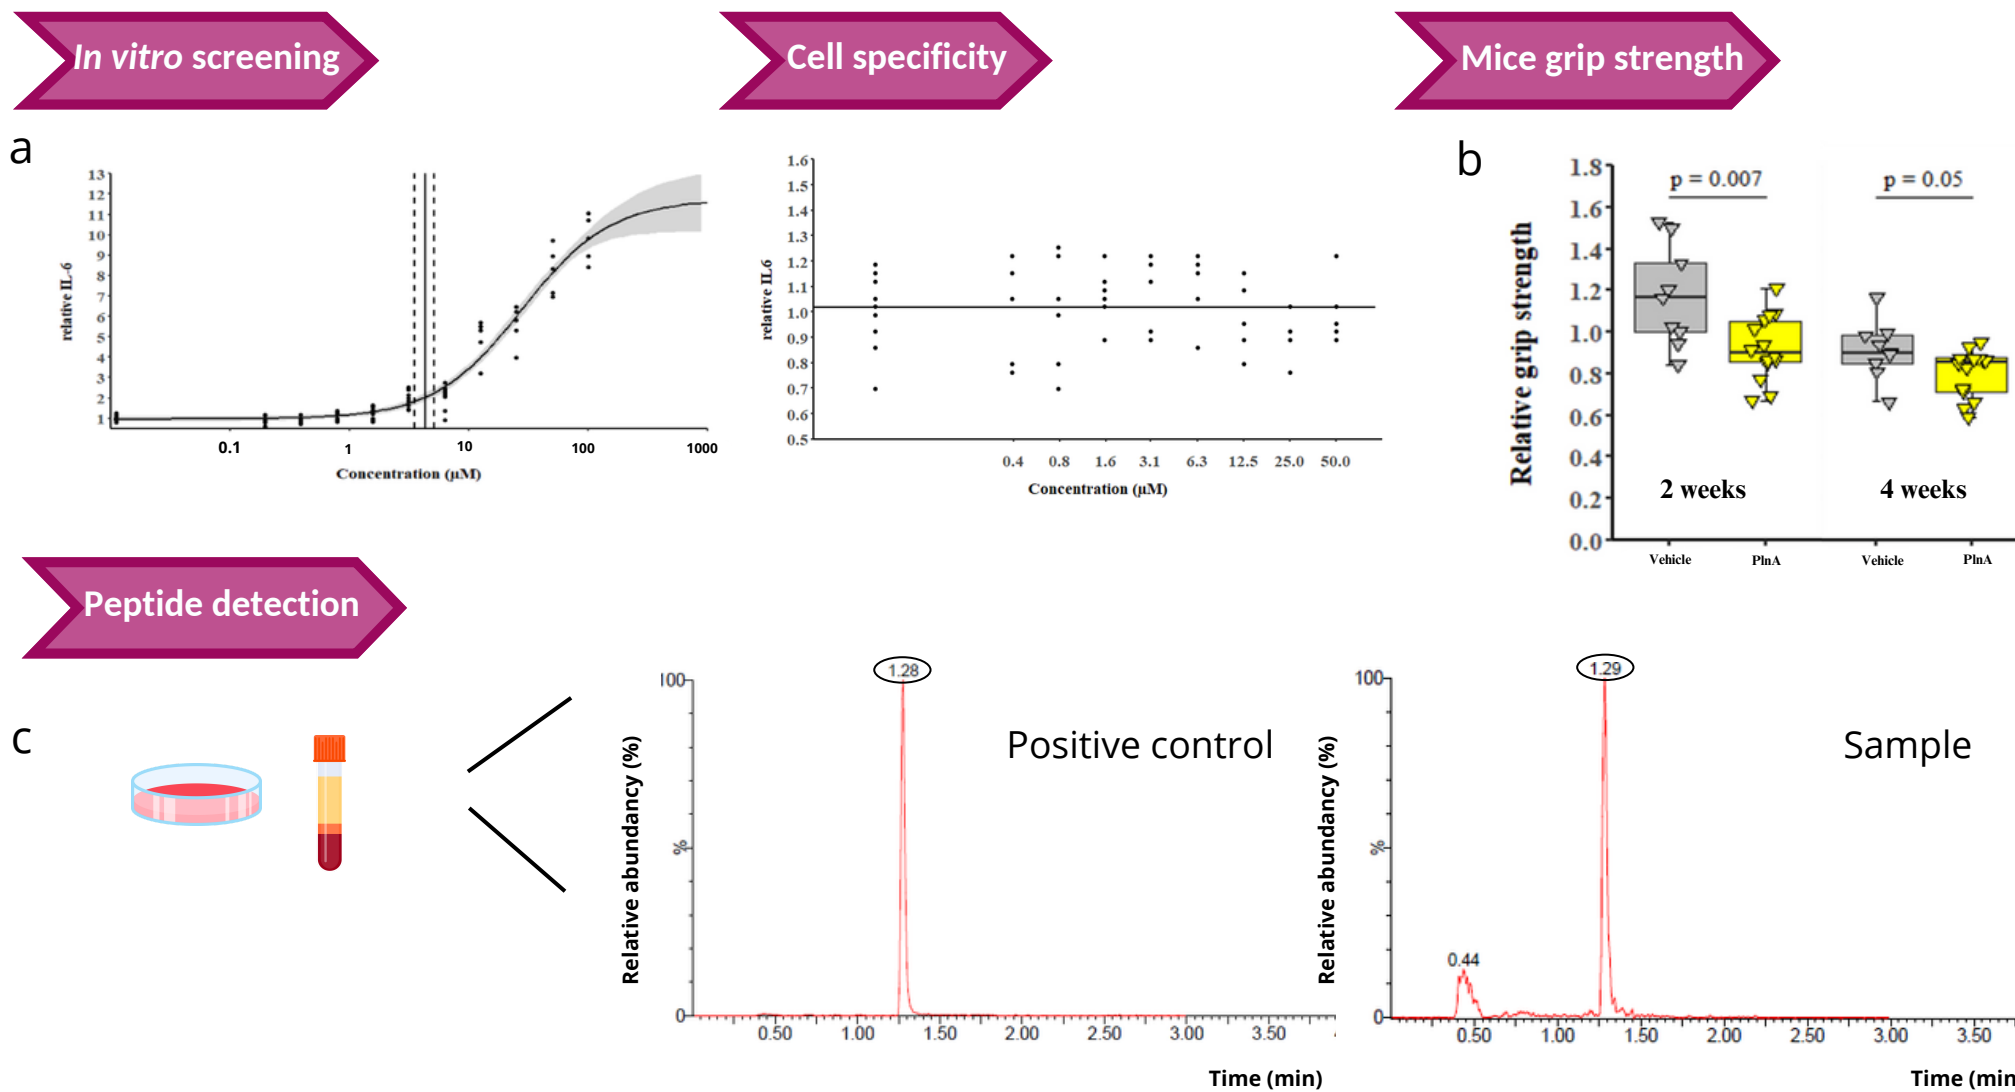 In vitro screening
Cell specificity
Mice grip strength
a
13
12
11
10
9
8
7
6
5
4
3
2
1
relative IL-6
0.1 1 10 100 1000
Concentration (µM)
1.6
1.5
1.4
1.3
1.2
1.1
1.0
0.9
0.8
0.7
0.6
0.5
relative IL6
0.4 0.8 1.6 3.1 6.3 12.5 25.0 50.0
Concentration (µM)
b
1.8
1.6
1.4
1.2
1.0
0.8
0.6
0.4
0.2
0.0
Relative grip strength
p = 0.007
p = 0.05
2 weeks
4 weeks
Vehicle PlnA Vehicle PlnA
Peptide detection
c
100
%
0
Relative abundancy (%)
1.28
Positive control
0.50 1.00 1.50 2.00 2.50 3.00 3.50
Time (min)
100
%
0
Relative abundancy (%)
1.29
0.44
Sample
0.50 1.00 1.50 2.00 2.50 3.00 3.50
Time (min